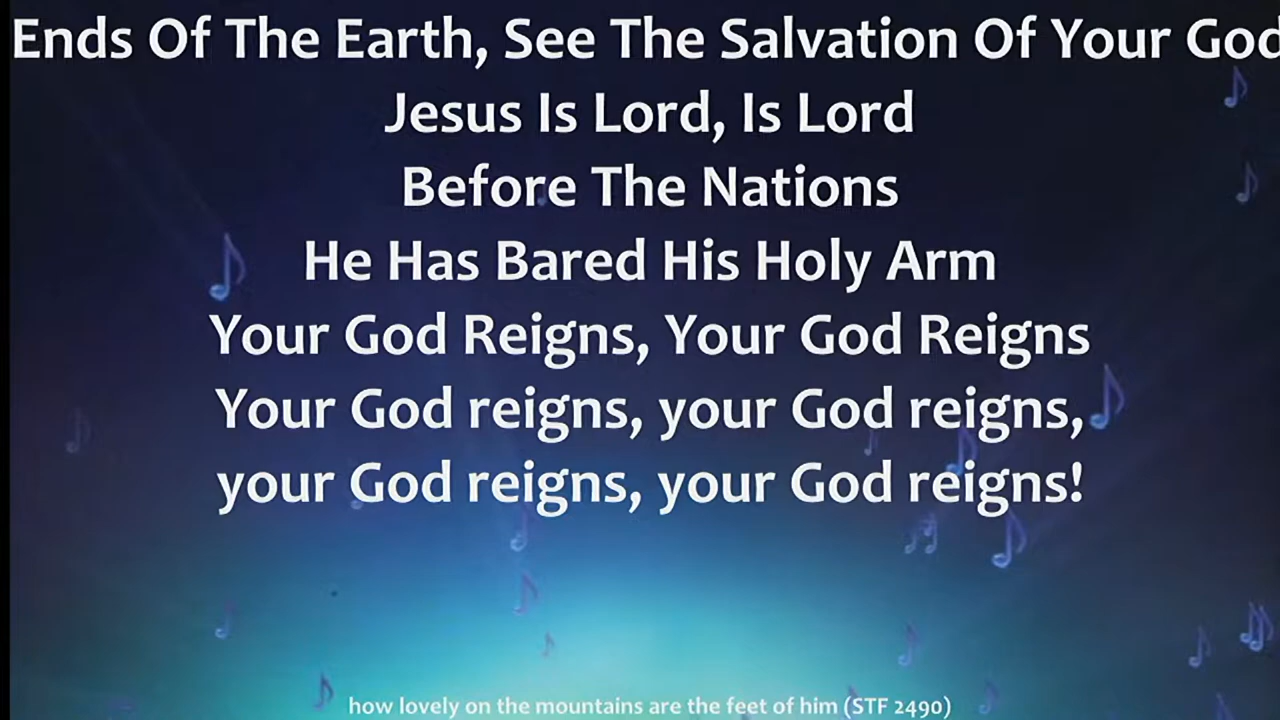 Ends Of The Earth, See The Salvation Of Your God
Jesus Is Lord, Is Lord
Before The Nations
He Has Bared His Holy Arm
Your God Reigns, Your God Reigns
Your God reigns, your God reigns,
your God reigns, your God reigns!
how lovely on the mountains are the feet of him (STF 2490)